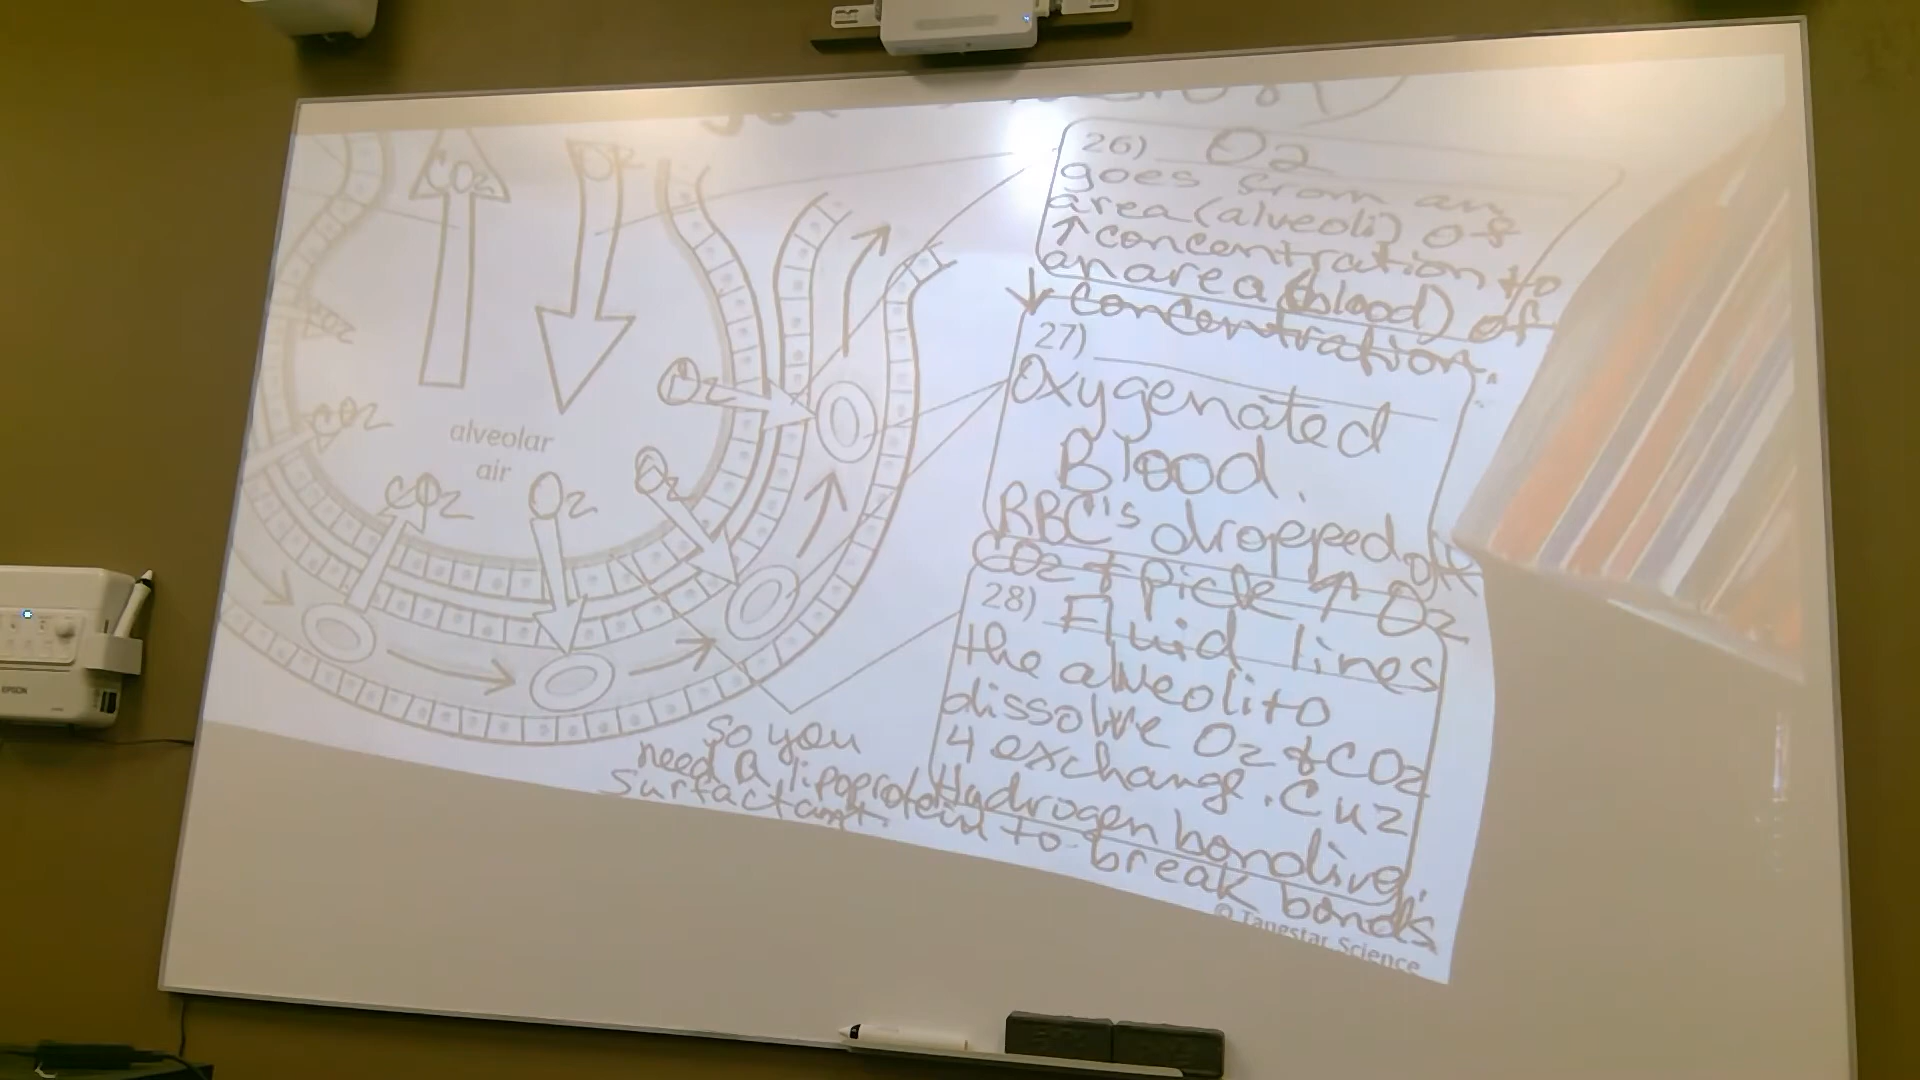 CO2
O2
CO2
O2
CO2
alveolar
air
CO2
O2
O2
26) O2
goes from an
area (alveoli) of
↑ concentration to
an area (blood) of
↓ concentration.
27)
Oxygenated
Blood.
RBC's dropped off
CO2 + pick ↑ O2
28) Fluid lines
the alveoli to
dissolve O2 & CO2
4 exchange. Cuz
Hydrogen bonding.
so you
need a lipoprotein to break bonds
surfactant.
© Tangstar Science
EPSON